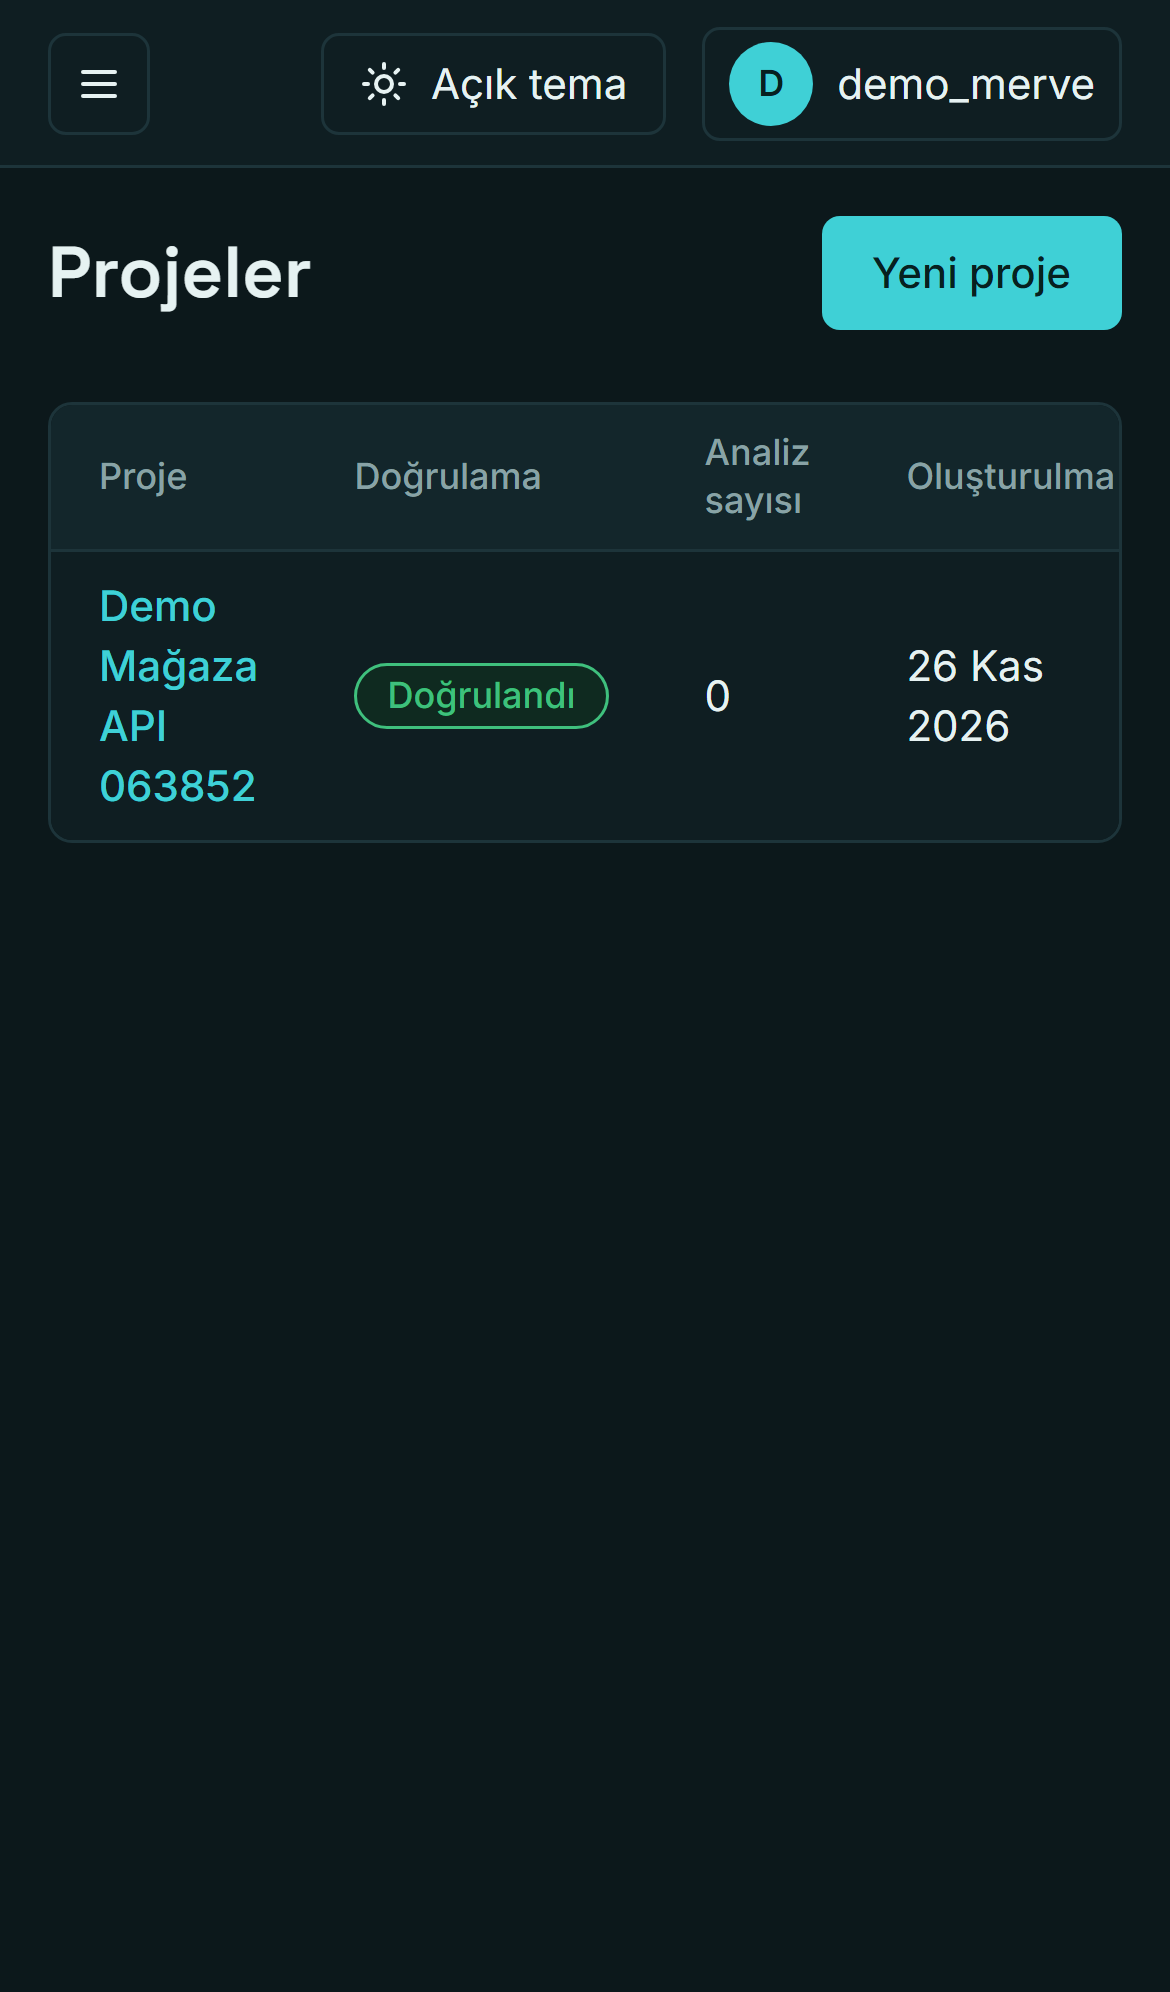 Açık tema
D
demo_merve
Projeler
Yeni proje
Proje
Doğrulama
Analiz
sayısı
Oluşturulma
Demo
Mağaza
API
063852
Doğrulandı
0
26 Kas
2026